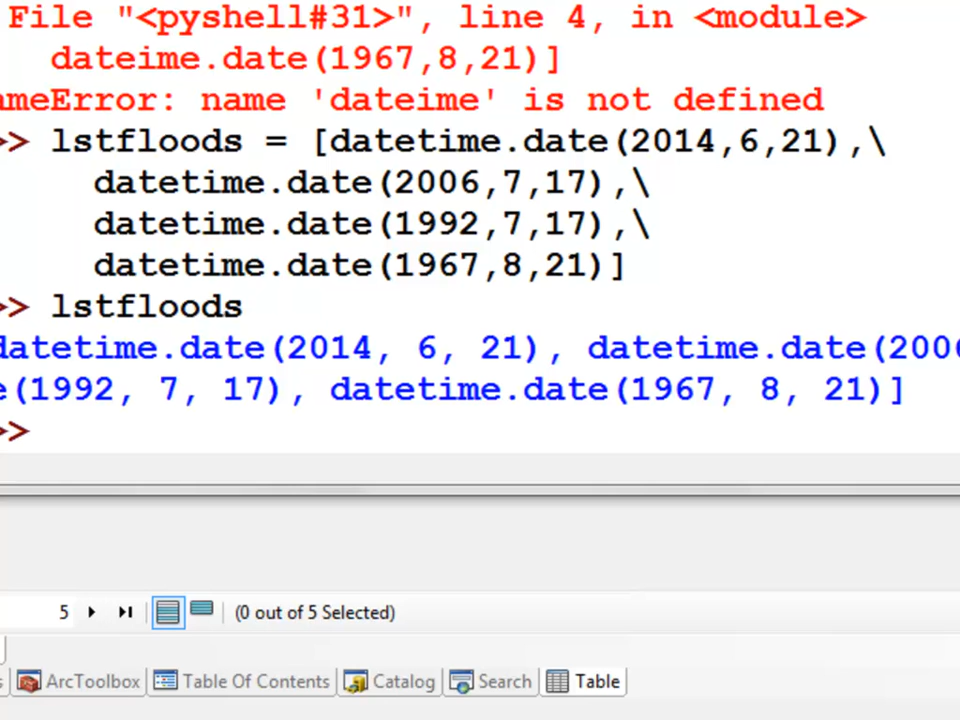 File "<pyshell#31>", line 4, in <module>
dateime.date(1967,8,21)]
ameError: name 'dateime' is not defined
>> lstfloods = [datetime.date(2014,6,21),\
datetime.date(2006,7,17),\
datetime.date(1992,7,17),\
datetime.date(1967,8,21)]
>> lstfloods
datetime.date(2014, 6, 21), datetime.date(200
e(1992, 7, 17), datetime.date(1967, 8, 21)]
>>
5 (0 out of 5 Selected)
ArcToolbox Table Of Contents Catalog Search Table